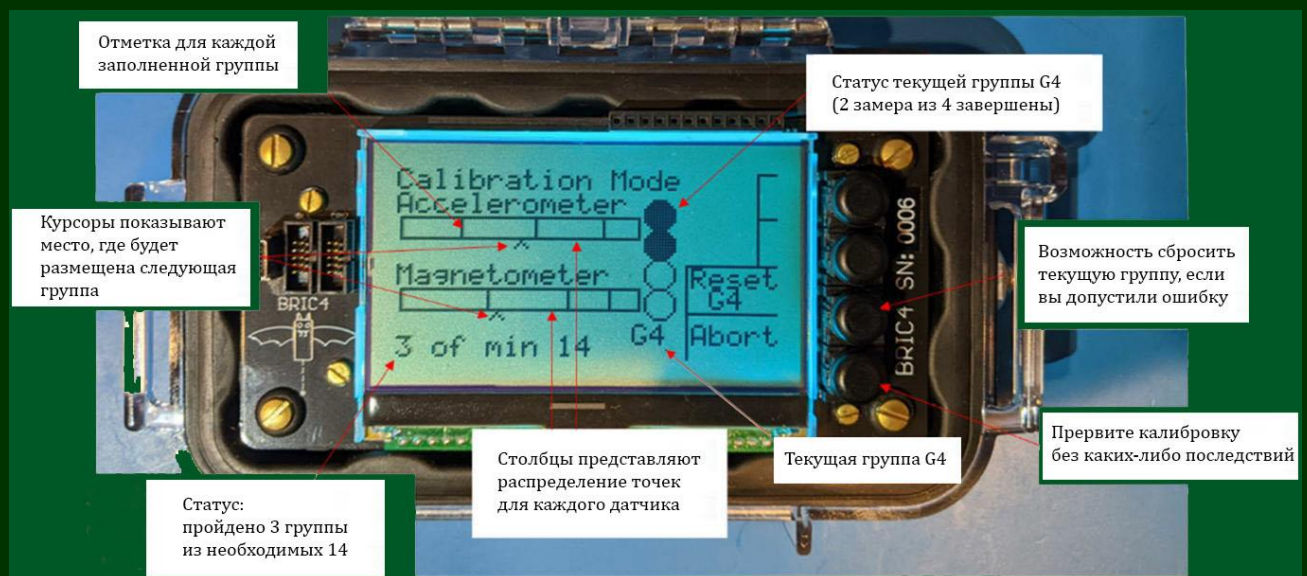 Отметка для каждой
заполненной группы
Статус текущей группы G4
(2 замера из 4 завершены)
Курсоры показывают
место, где будет
размещена следующая
группа
Calibration Mode
Accelerometer
Magnetometer
3 of min 14
G4
Reset
G4
Abort
BRIC4
BRIC4 SN: 0006
Возможность сбросить
текущую группу, если
вы допустили ошибку
Прервите калибровку
без каких-либо последствий
Столбцы представляют
распределение точек
для каждого датчика
Текущая группа G4
Статус:
пройдено 3 группы
из необходимых 14